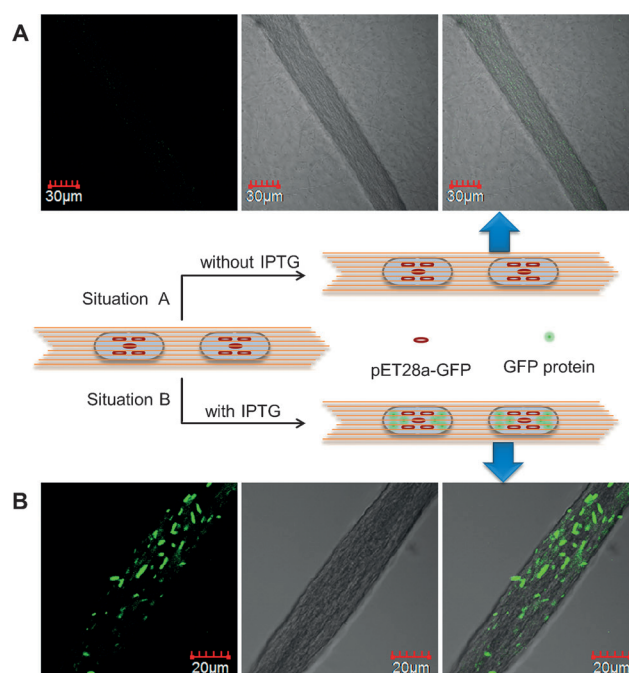 A
30µm
30µm
30µm
without IPTG
Situation A
pET28a-GFP
GFP protein
Situation B
with IPTG
B
20µm
20µm
20µm